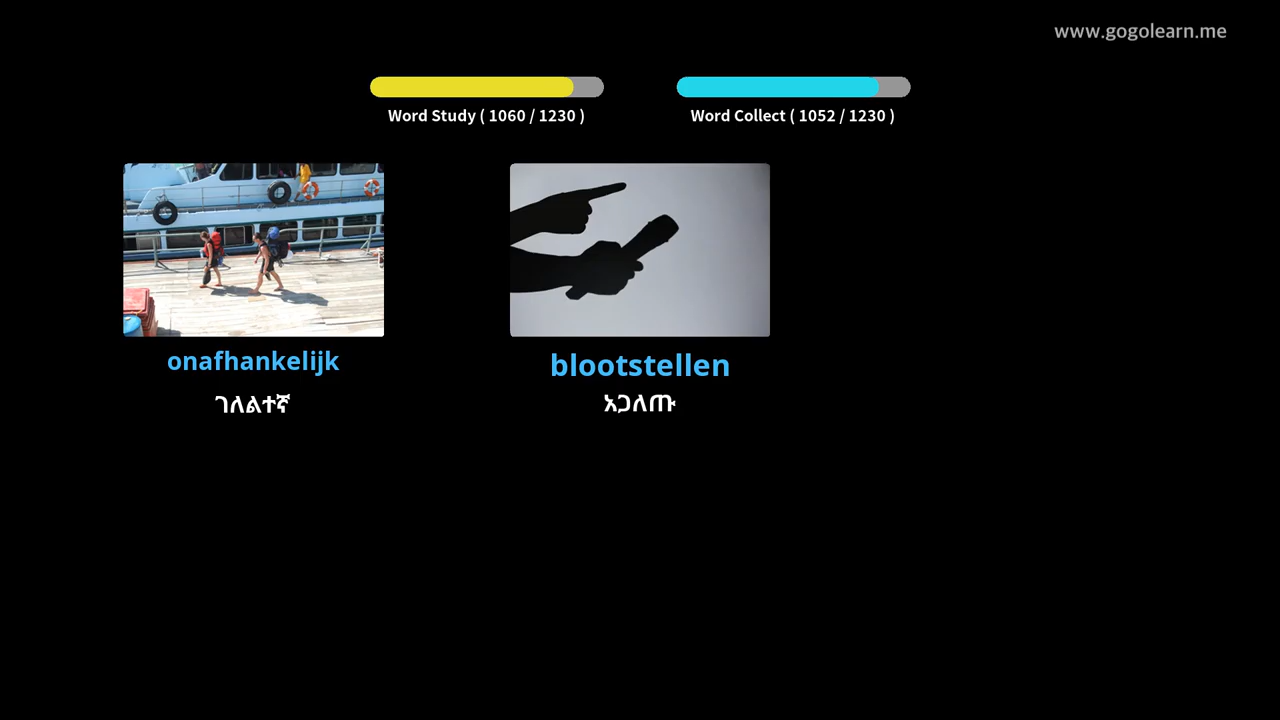 www.gogolearn.me
Word Study ( 1060 / 1230 )
Word Collect ( 1052 / 1230 )
onafhankelijk
ገለልተኛ
blootstellen
አጋለጡ